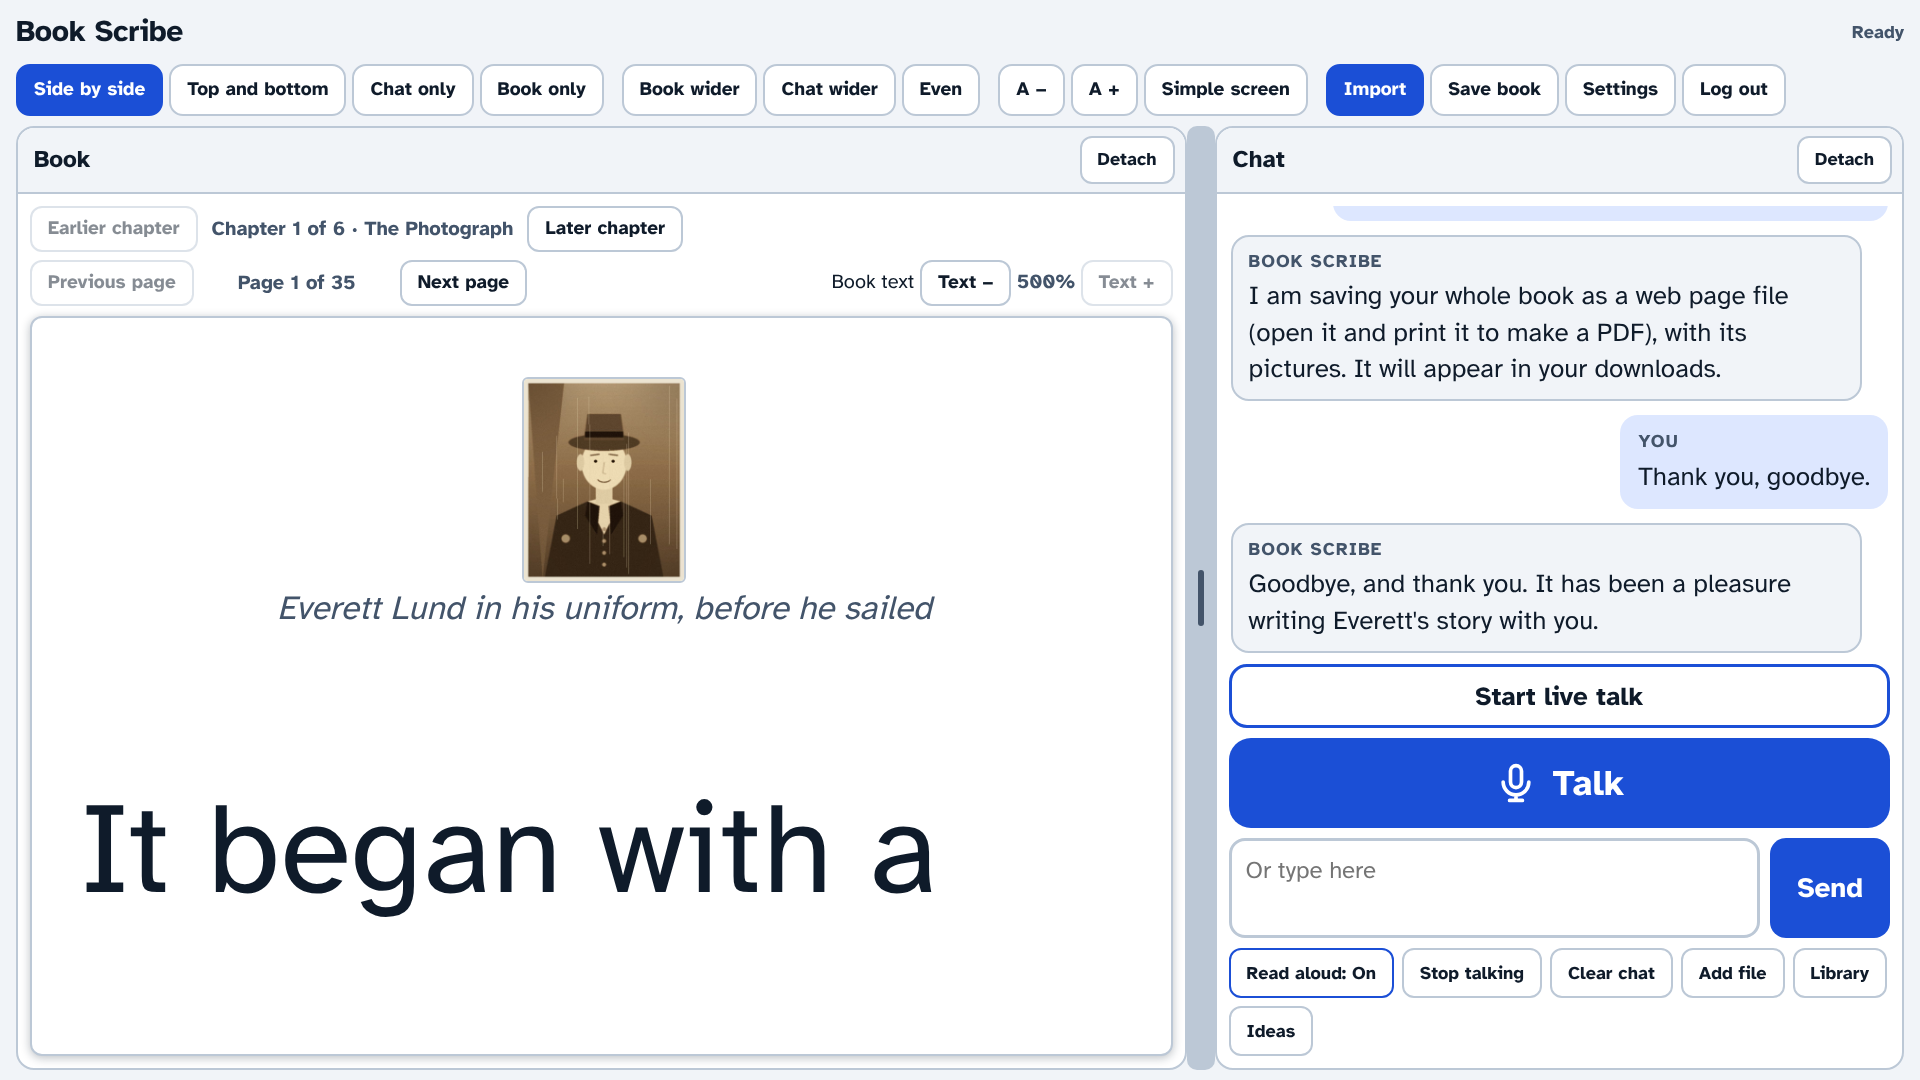 Book Scribe
Ready
Side by side
Top and bottom
Chat only
Book only
Book wider
Chat wider
Even
A –
A +
Simple screen
Import
Save book
Settings
Log out
Book
Detach
Earlier chapter
Chapter 1 of 6 · The Photograph
Later chapter
Previous page
Page 1 of 35
Next page
Book text
Text –
500%
Text +
Everett Lund in his uniform, before he sailed
It began with a
Chat
Detach
BOOK SCRIBE
I am saving your whole book as a web page file
(open it and print it to make a PDF), with its
pictures. It will appear in your downloads.
YOU
Thank you, goodbye.
BOOK SCRIBE
Goodbye, and thank you. It has been a pleasure
writing Everett's story with you.
Start live talk
Talk
Or type here
Send
Read aloud: On
Stop talking
Clear chat
Add file
Library
Ideas